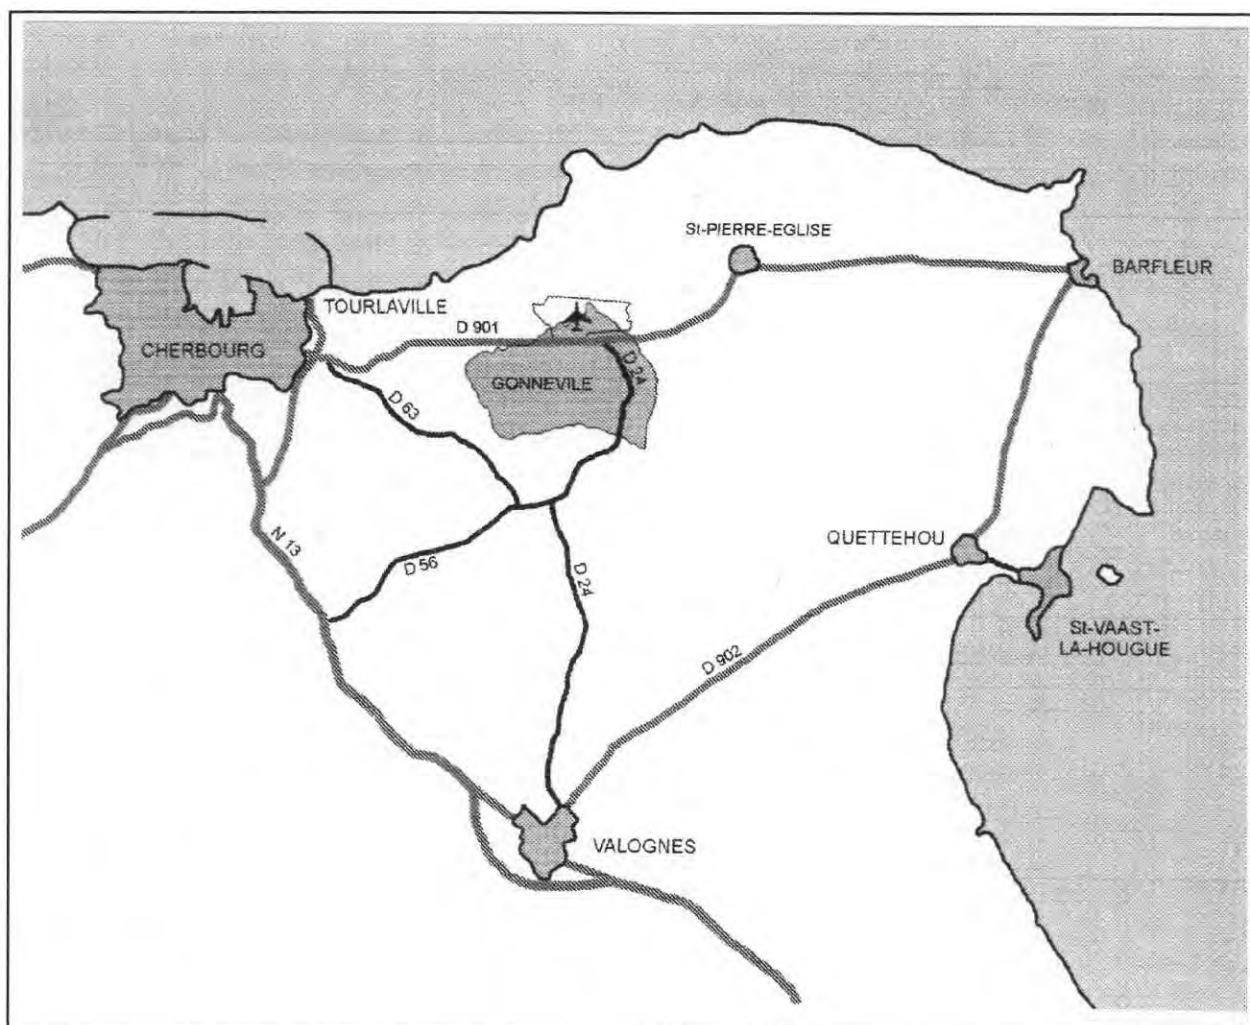 St-PIERRE-EGLISE
BARFLEUR
TOURLAVILLE
D 901
CHERBOURG
D 24
GONNEVILE
D 63
N 13
D 56
D 24
QUETTEHOU
St-VAAST-
LA-HOUGUE
D 902
VALOGNES